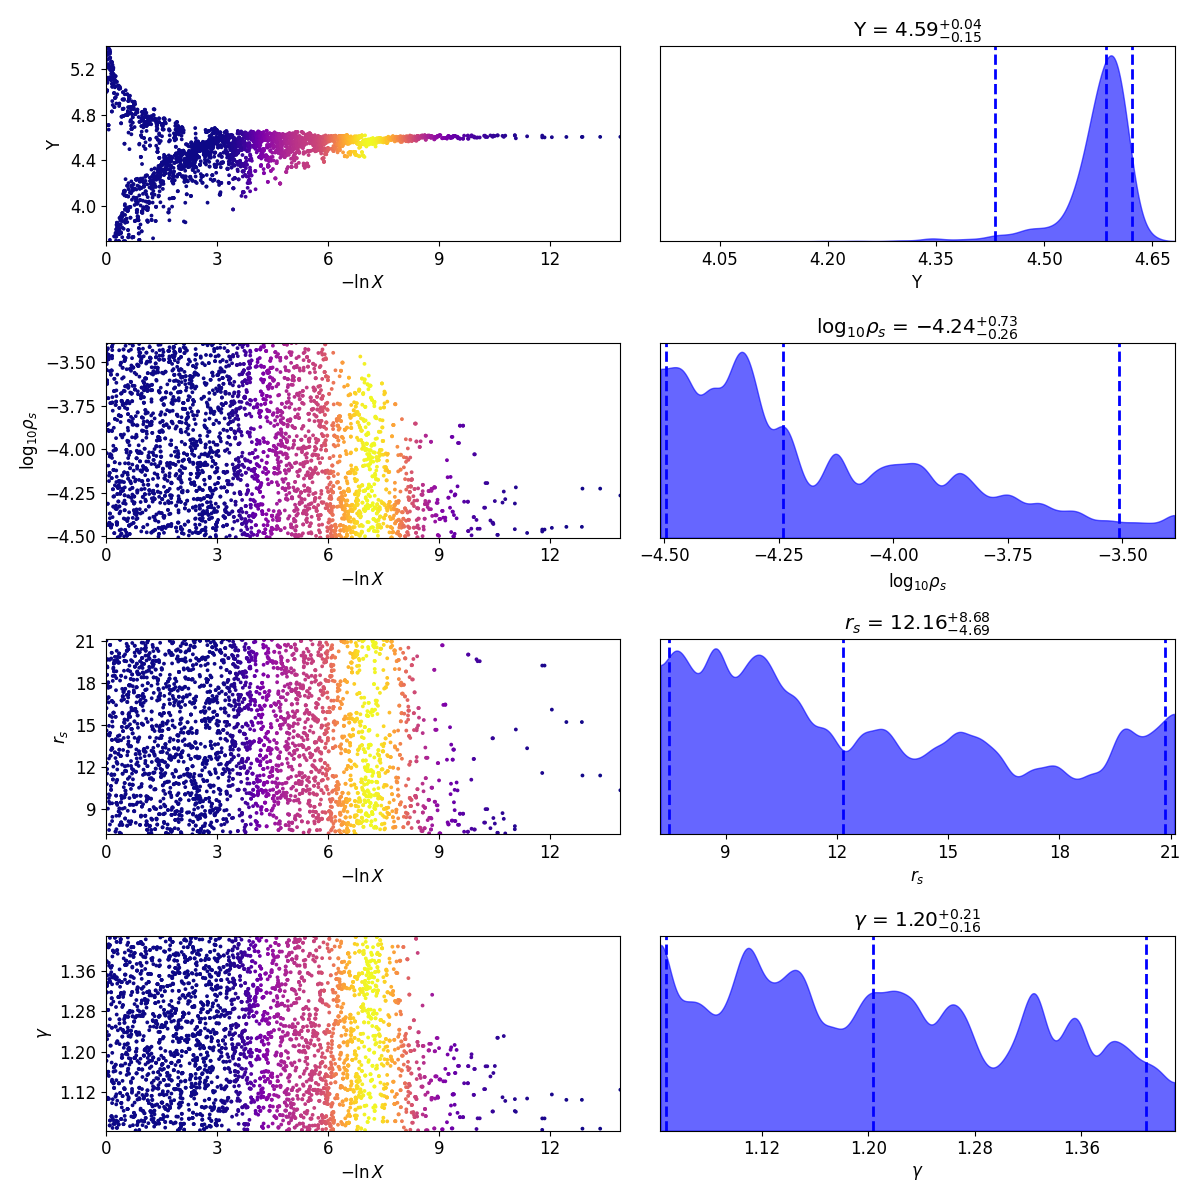 Y = 4.59^{+0.04}_{-0.15}
5.2
4.8
4.4
4.0
Y
0 3 6 9 12
−ln X
4.05 4.20 4.35 4.50 4.65
Y
log₁₀ρₛ = −4.24^{+0.73}_{-0.26}
−3.50
−3.75
−4.00
−4.25
−4.50
log₁₀ρₛ
0 3 6 9 12
−ln X
−4.50 −4.25 −4.00 −3.75 −3.50
log₁₀ρₛ
rₛ = 12.16^{+8.68}_{-4.69}
21
18
15
12
9
rₛ
0 3 6 9 12
−ln X
9 12 15 18 21
rₛ
γ = 1.20^{+0.21}_{-0.16}
1.36
1.28
1.20
1.12
γ
0 3 6 9 12
−ln X
1.12 1.20 1.28 1.36
γ